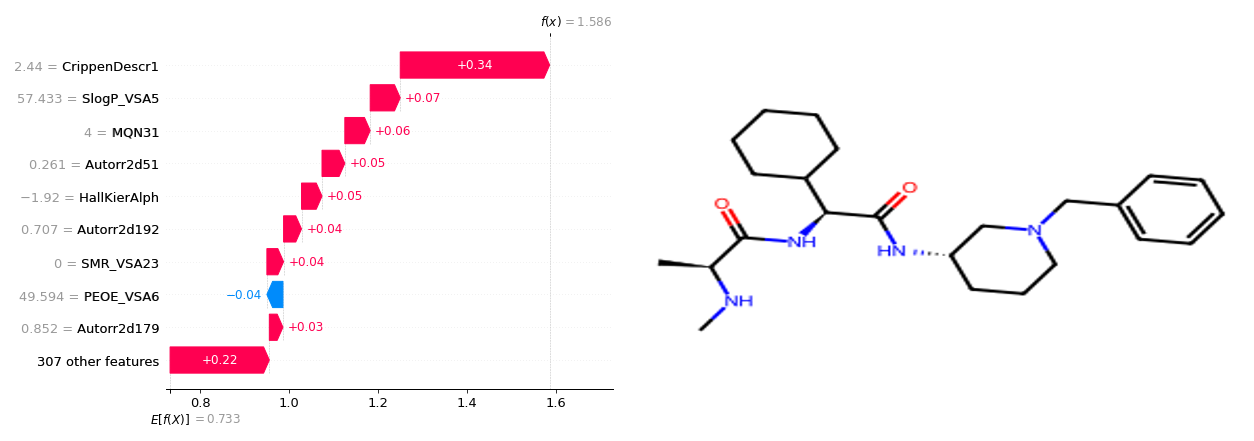 f(x) = 1.586
2.44 = CrippenDescr1 +0.34
57.433 = SlogP_VSA5 +0.07
4 = MQN31 +0.06
0.261 = Autorr2d51 +0.05
−1.92 = HallKierAlph +0.05
0.707 = Autorr2d192 +0.04
0 = SMR_VSA23 +0.04
49.594 = PEOE_VSA6 −0.04
0.852 = Autorr2d179 +0.03
307 other features +0.22
0.8 1.0 1.2 1.4 1.6
E[f(X)] = 0.733
O
O
N
NH
HN
NH